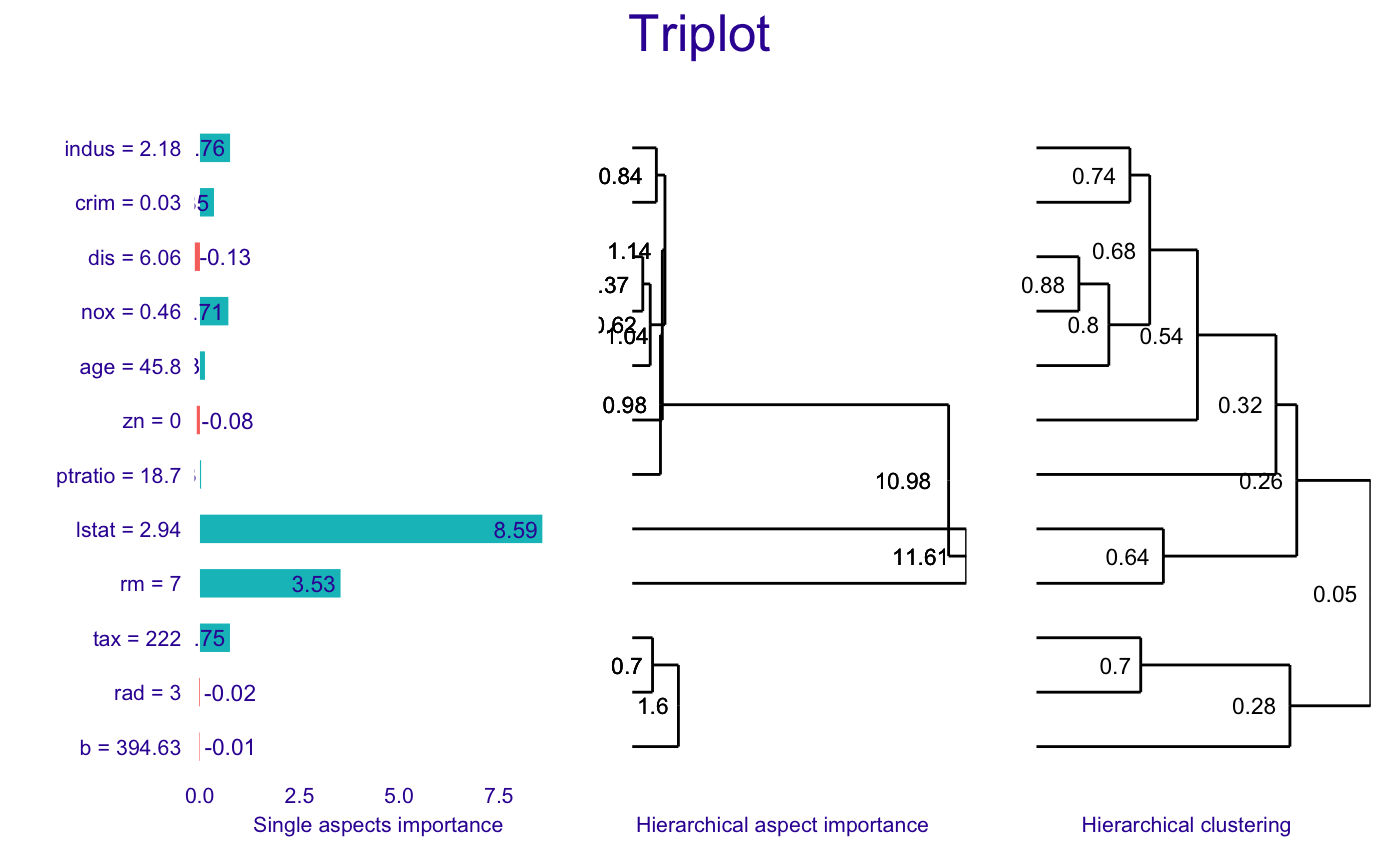 Triplot
indus = 2.18 .76
crim = 0.03 5
dis = 6.06 -0.13
nox = 0.46 .71
age = 45.8
zn = 0 -0.08
ptratio = 18.7
lstat = 2.94 8.59
rm = 7 3.53
tax = 222 .75
rad = 3 -0.02
b = 394.63 -0.01
0.0 2.5 5.0 7.5
Single aspects importance
0.84
1.14
.37
0.62
1.04
0.98
10.98
11.61
0.7
1.6
Hierarchical aspect importance
0.74
0.68
0.88
0.8
0.54
0.32
0.26
0.64
0.05
0.7
0.28
Hierarchical clustering